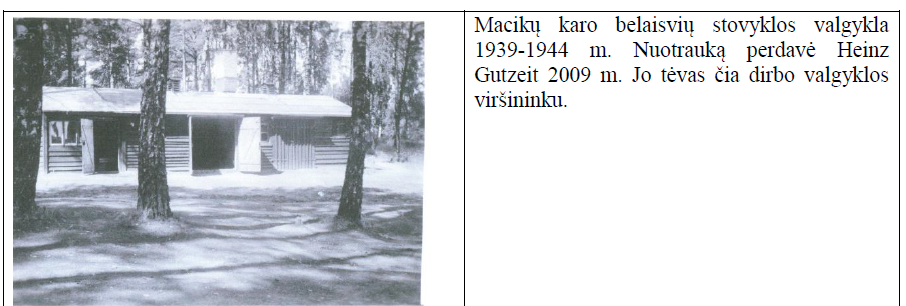 Macikų karo belaisvių stovyklos valgykla
1939-1944 m. Nuotrauką perdavė Heinz
Gutzeit 2009 m. Jo tėvas čia dirbo valgyklos
viršininku.